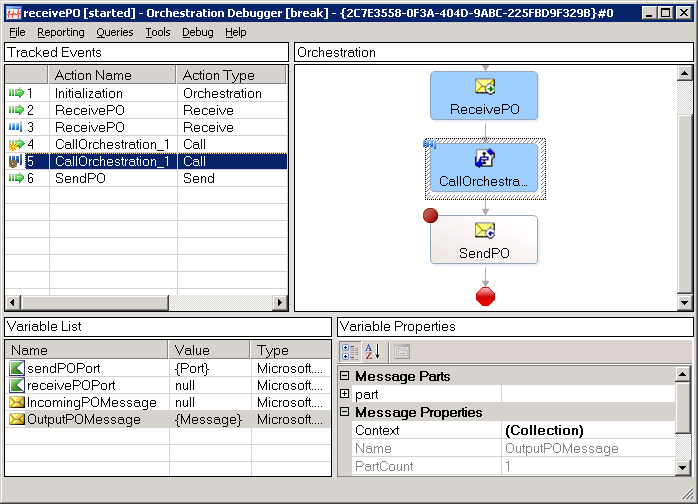 receivePO [started] - Orchestration Debugger [break] - {2C7E3558-0F3A-404D-9ABC-225FBD9F329B}#0
File Reporting Queries Tools Debug Help
Tracked Events
Action Name Action Type
1 Initialization Orchestration
2 ReceivePO Receive
3 ReceivePO Receive
4 CallOrchestration_1 Call
5 CallOrchestration_1 Call
6 SendPO Send
Orchestration
ReceivePO
CallOrchestra...
SendPO
Variable List
Name Value Type
sendPOPort {Port} Microsoft....
receivePOPort null Microsoft....
IncomingPOMessage null Microsoft....
OutputPOMessage {Message} Microsoft....
Variable Properties
Message Parts
part
Message Properties
Context (Collection)
Name OutputPOMessage
PartCount 1